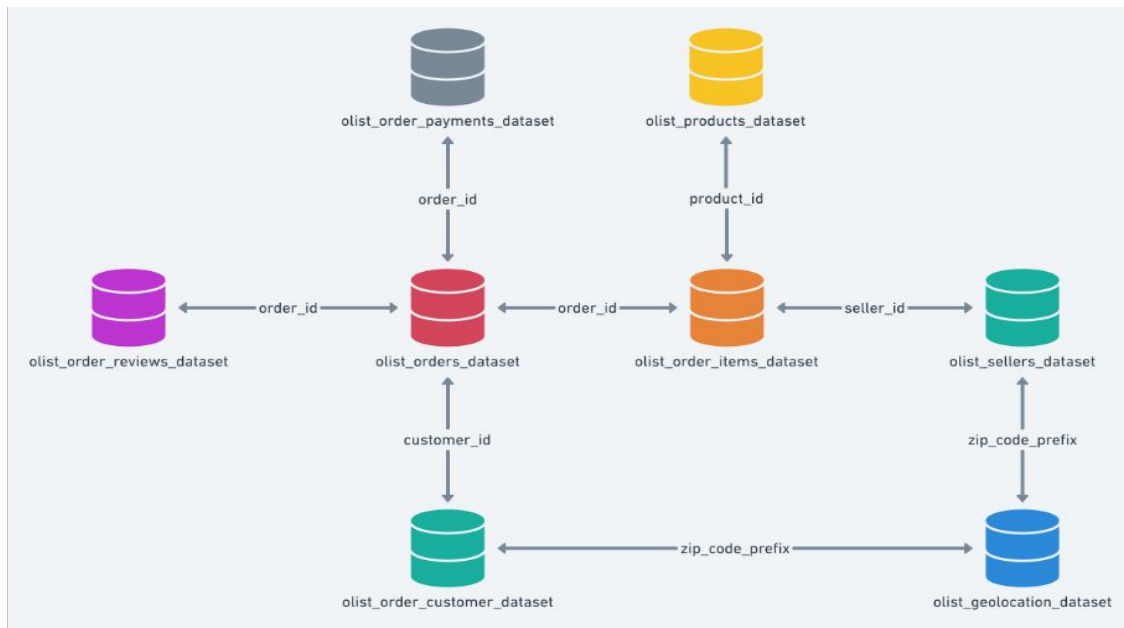 olist_order_payments_dataset
olist_products_dataset
order_id
product_id
order_id
order_id
seller_id
olist_order_reviews_dataset
olist_orders_dataset
olist_order_items_dataset
olist_sellers_dataset
customer_id
zip_code_prefix
zip_code_prefix
olist_order_customer_dataset
olist_geolocation_dataset